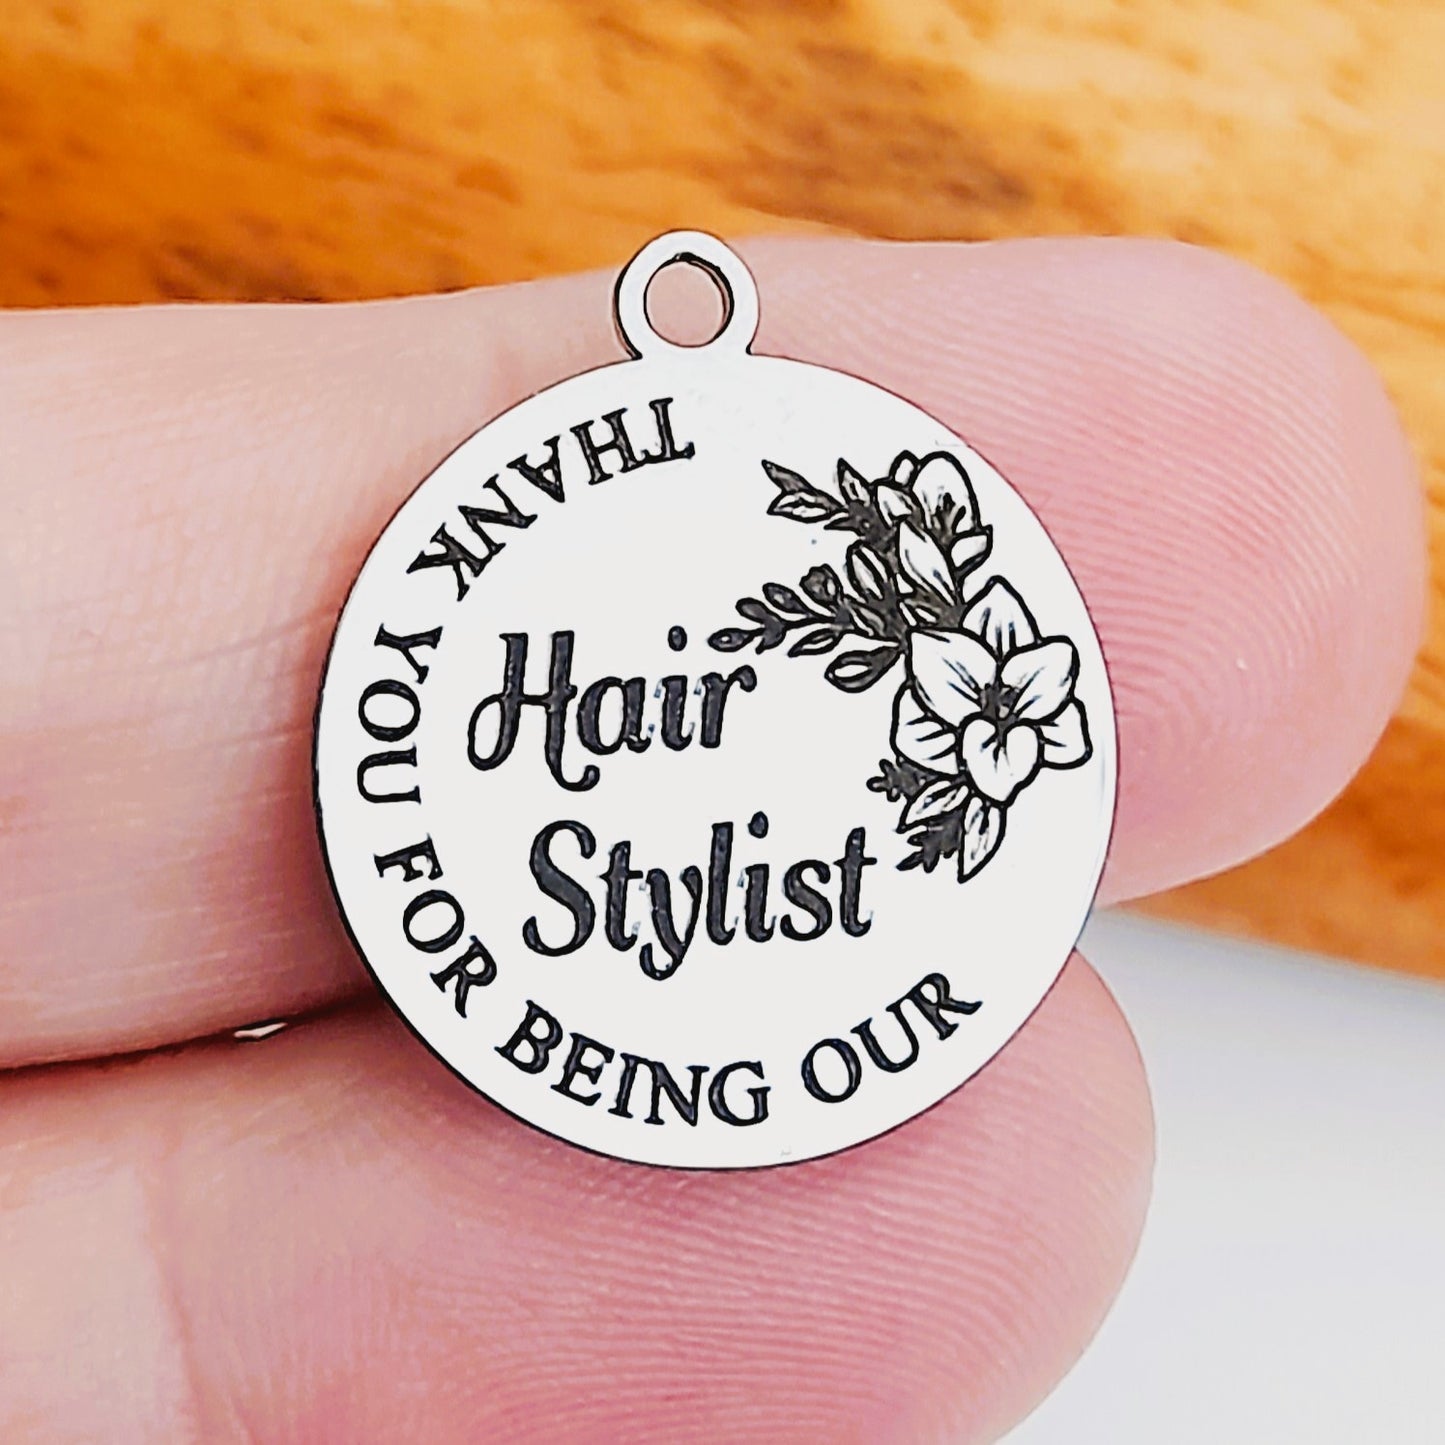 THANK YOU FOR BEING OUR
Hair
Stylist